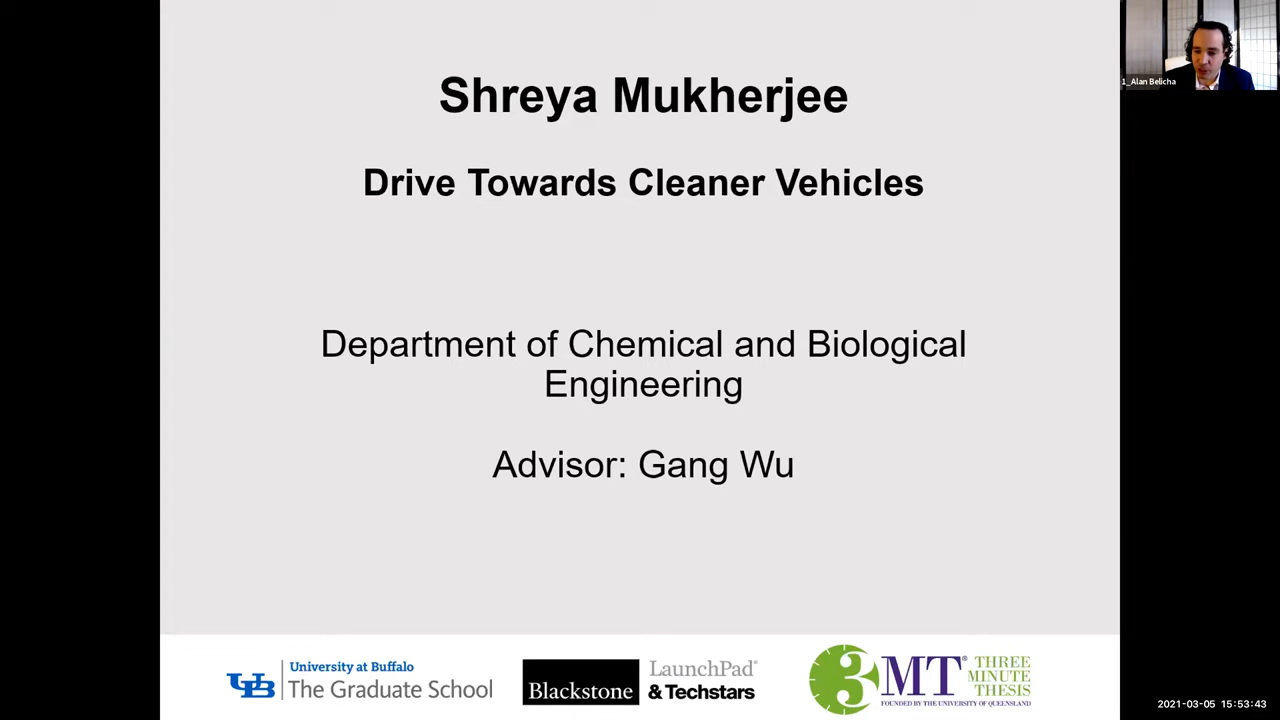 Shreya Mukherjee
1_Alan Belicha
Drive Towards Cleaner Vehicles
Department of Chemical and Biological
Engineering
Advisor: Gang Wu
UB
University at Buffalo
The Graduate School
Blackstone
LaunchPad®
& Techstars
3MT®
THREE
MINUTE
THESIS
FOUNDED BY THE UNIVERSITY OF QUEENSLAND
2021-03-05 15:53:43